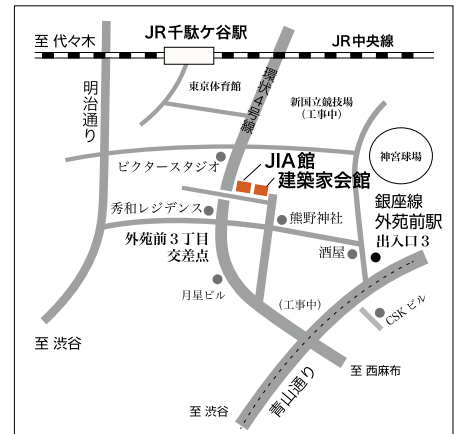 JR千駄ケ谷駅
至 代々木
JR中央線
明治通り
東京体育館
環状4号線
新国立競技場
（工事中）
神宮球場
ビクタースタジオ
JIA館
建築家会館
秀和レジデンス
熊野神社
銀座線
外苑前駅
出入口3
外苑前3丁目
交差点
酒屋
月星ビル
（工事中）
CSKビル
至 渋谷
至 西麻布
青山通り
至 渋谷